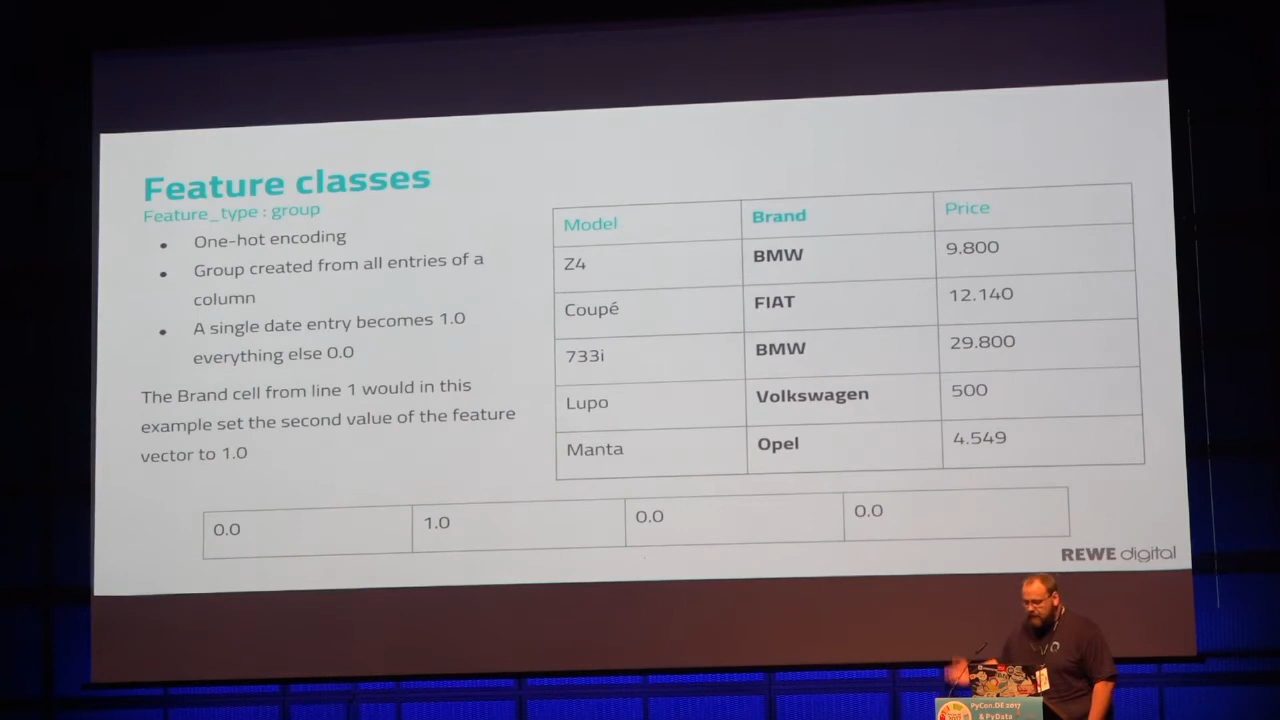 Feature classes
Feature_type : group
• One-hot encoding
• Group created from all entries of a
column
• A single date entry becomes 1.0
everything else 0.0
The Brand cell from line 1 would in this
example set the second value of the feature
vector to 1.0
Model Brand Price
Z4 BMW 9.800
Coupé FIAT 12.140
733i BMW 29.800
Lupo Volkswagen 500
Manta Opel 4.549
0.0 1.0 0.0 0.0
REWE digital
PyCon.DE 2017
& PyData